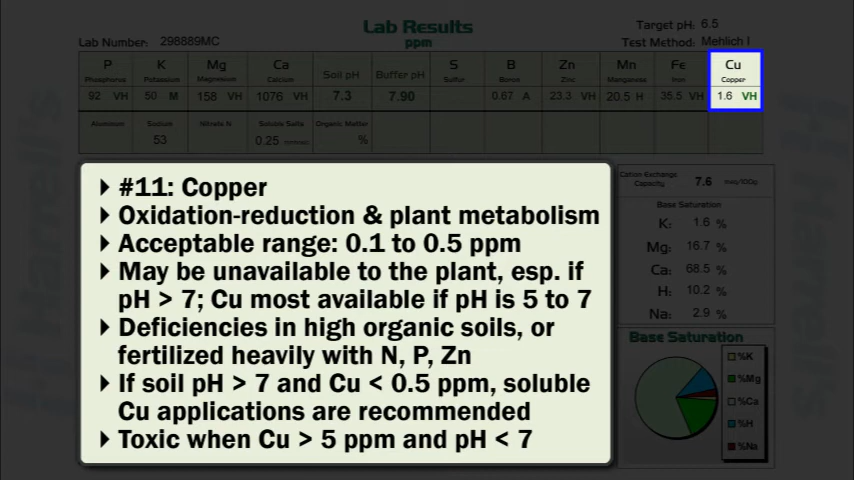 Lab Results
ppm
Target pH: 6.5
Lab Number: 298889MC
Test Method: Mehlich I
P K Mg Ca Soil pH Buffer pH S B Zn Mn Fe Cu
Phosphorus Potassium Magnesium Calcium Sulfur Boron Zinc Manganese Iron Copper
92 VH 50 M 158 VH 1076 VH 7.3 7.90 0.67 A 23.3 VH 20.5 H 35.5 VH 1.6 VH
Aluminum Sodium Nitrate N Soluble Salts Organic Matter
53 0.25 %
#11: Copper
Oxidation-reduction & plant metabolism
Acceptable range: 0.1 to 0.5 ppm
May be unavailable to the plant, esp. if
pH > 7; Cu most available if pH is 5 to 7
Deficiencies in high organic soils, or
fertilized heavily with N, P, Zn
If soil pH > 7 and Cu < 0.5 ppm, soluble
Cu applications are recommended
Toxic when Cu > 5 ppm and pH < 7
Cation Exchange
Capacity 7.6 meq/100g
Base Saturation
K: 1.6 %
Mg: 16.7 %
Ca: 68.5 %
H: 10.2 %
Na: 2.9 %
Base Saturation
%K
%Mg
%Ca
%H
%Na
Harrell's
Harrell's